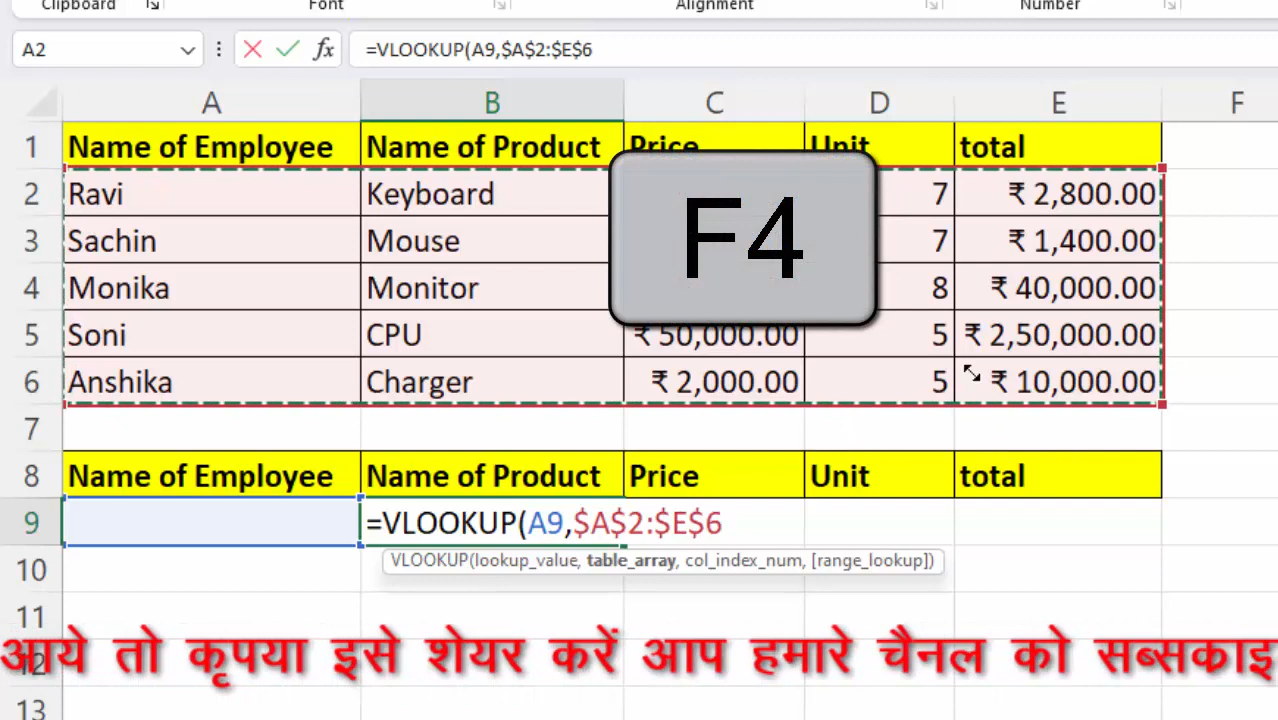 Clipboard Font Alignment Number
A2 fx =VLOOKUP(A9,$A$2:$E$6
A B C D E F
1 Name of Employee Name of Product Price Unit total
2 Ravi Keyboard 7 ₹ 2,800.00
3 Sachin Mouse 7 ₹ 1,400.00
F4
4 Monika Monitor 8 ₹ 40,000.00
5 Soni CPU ₹ 50,000.00 5 ₹ 2,50,000.00
6 Anshika Charger ₹ 2,000.00 5 ₹ 10,000.00
7
8 Name of Employee Name of Product Price Unit total
9 =VLOOKUP(A9,$A$2:$E$6
VLOOKUP(lookup_value, table_array, col_index_num, [range_lookup])
10
11
12
आये तो कृपया इसे शेयर करें आप हमारे चैनल को सब्सकाइ
13